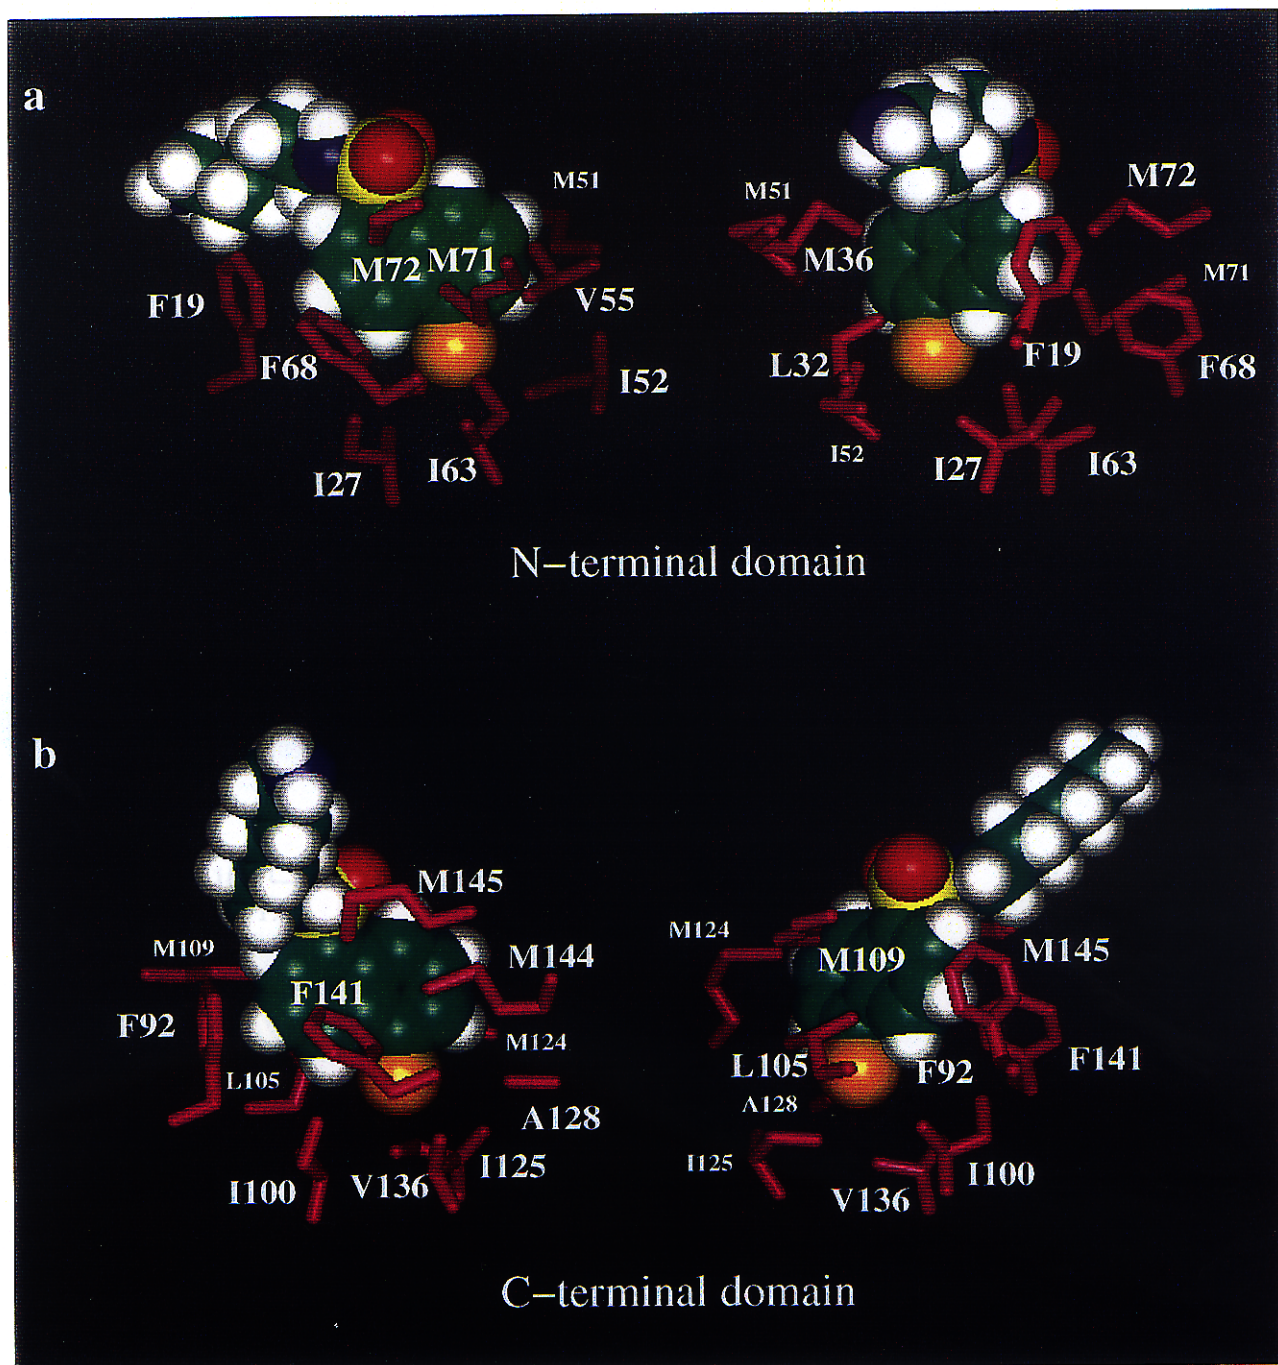 a
M51
M72 M71
F19
V55
F68
I52
I27
I63
M51
M72
M36
M71
L32
F19
F68
I52
I27
I63
N–terminal domain
b
M145
M109
M144
F141
F92
M124
L105
A128
I125
I100
V136
M124
M109
M145
L105
F92
F141
A128
I125
I100
V136
C–terminal domain